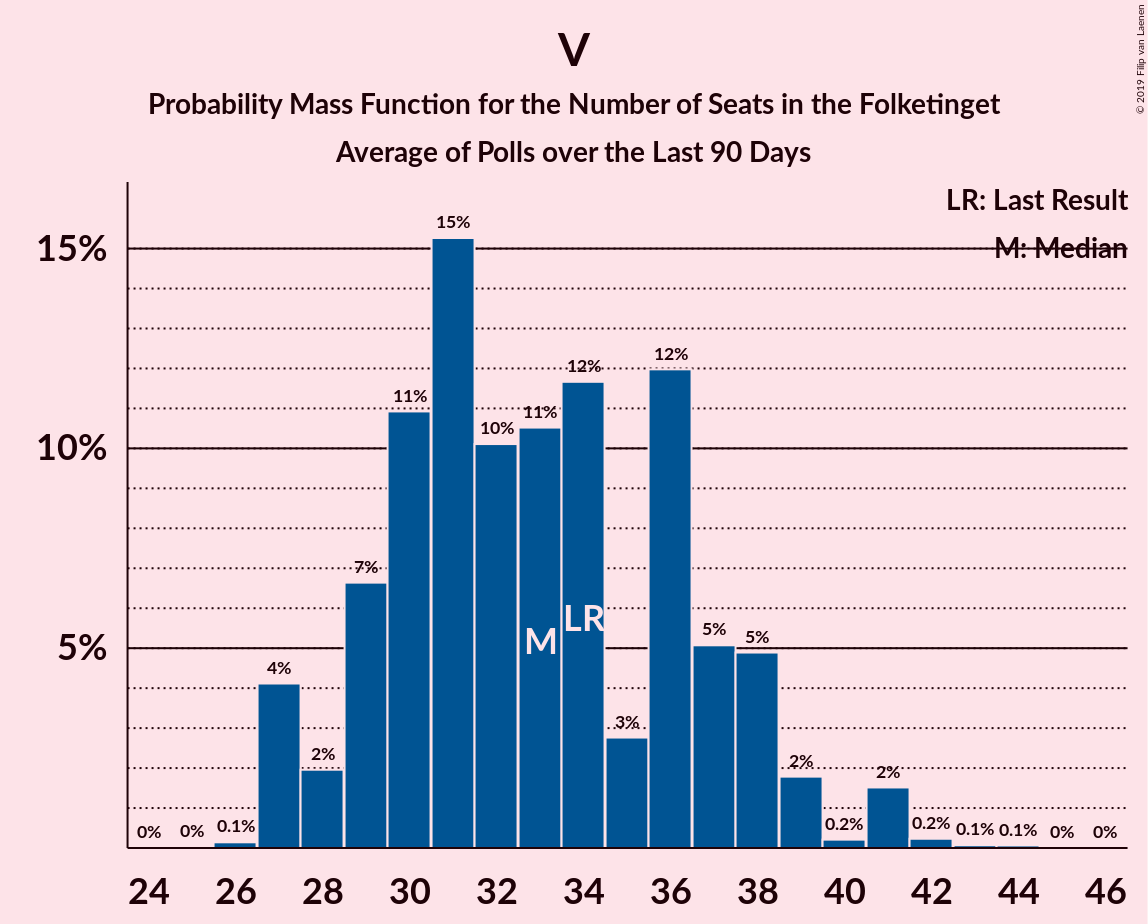 V
Probability Mass Function for the Number of Seats in the Folketinget
Average of Polls over the Last 90 Days
© 2019 Filip van Laenen
LR: Last Result
M: Median
15%
10%
5%
0%
0%
0.1%
4%
2%
7%
11%
15%
10%
11%
12%
3%
12%
5%
5%
2%
0.2%
2%
0.2%
0.1%
0.1%
0%
0%
M
LR
24 26 28 30 32 34 36 38 40 42 44 46